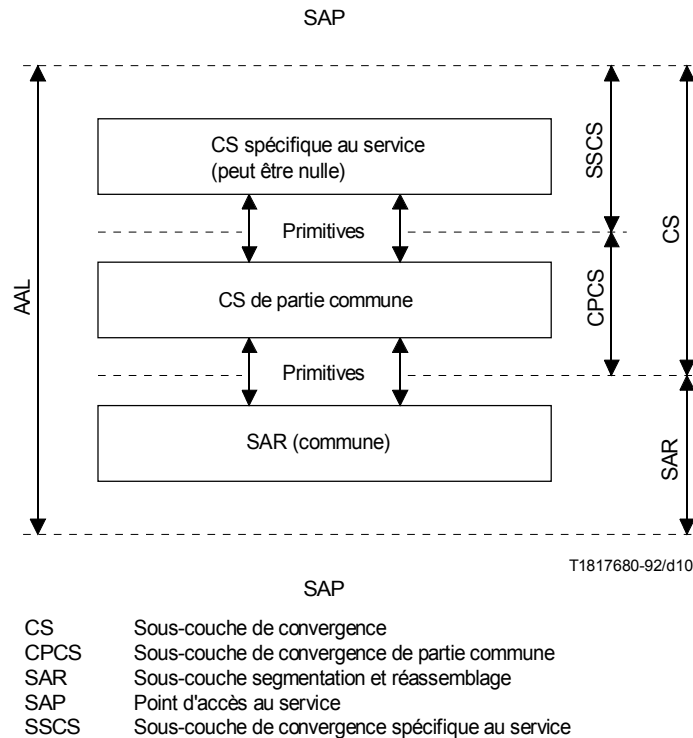 SAP
CS spécifique au service
(peut être nulle)
SSCS
Primitives
CS
AAL
CS de partie commune
CPCS
Primitives
SAR (commune)
SAR
T1817680-92/d10
SAP
CS Sous-couche de convergence
CPCS Sous-couche de convergence de partie commune
SAR Sous-couche segmentation et réassemblage
SAP Point d'accès au service
SSCS Sous-couche de convergence spécifique au service